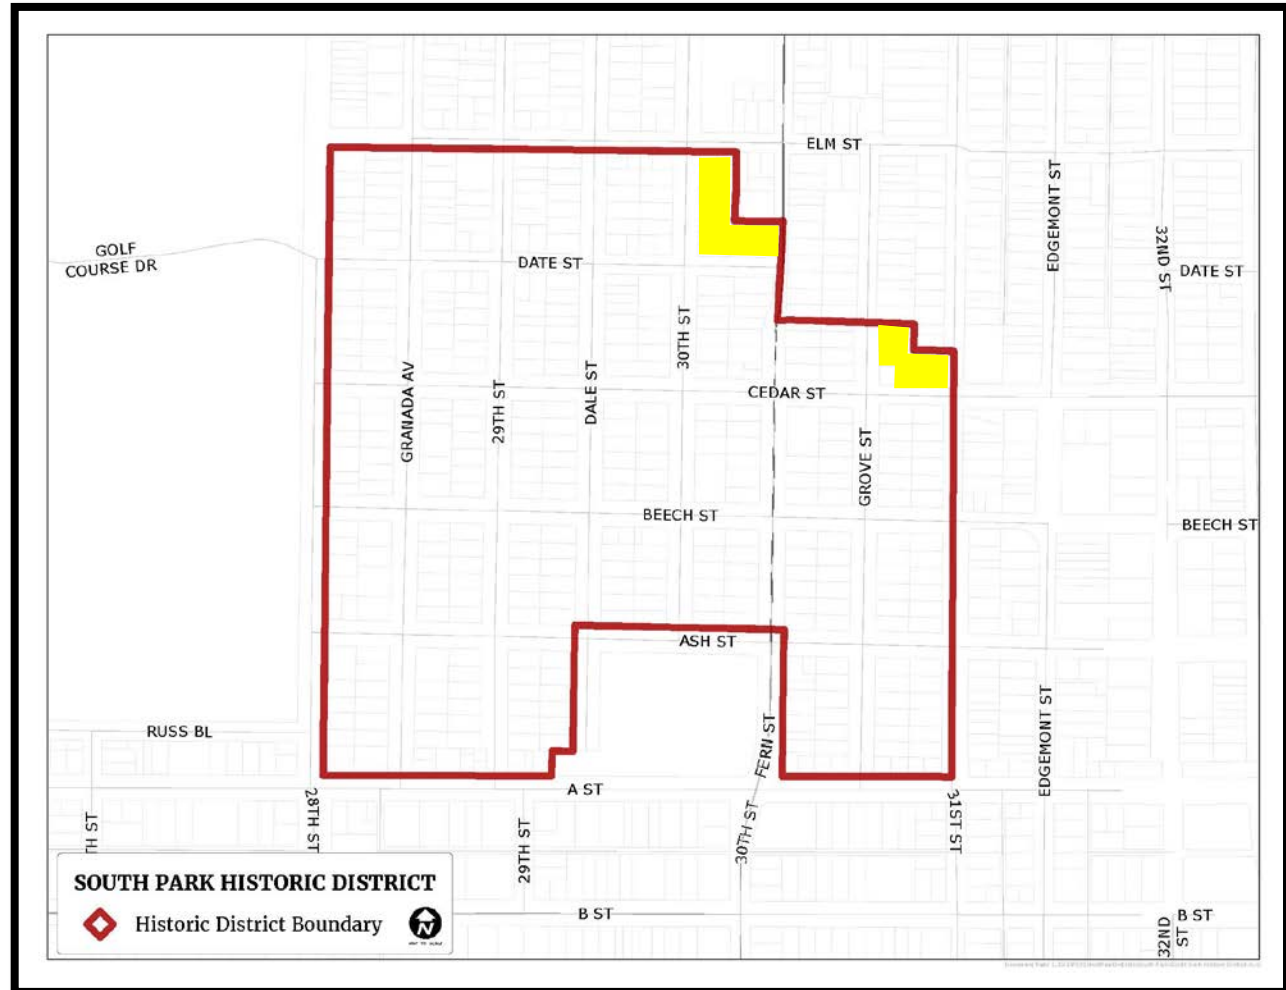 ELM ST
EDGEMONT ST
32ND ST
GOLF
COURSE DR
DATE ST
DATE ST
30TH ST
GRANADA AV
29TH ST
DALE ST
CEDAR ST
GROVE ST
BEECH ST
BEECH ST
ASH ST
RUSS BL
FERN ST
EDGEMONT ST
A ST
28TH ST
TH ST
29TH ST
30TH ST
31ST ST
SOUTH PARK HISTORIC DISTRICT
Historic District Boundary
N
B ST
B ST
32ND
ST